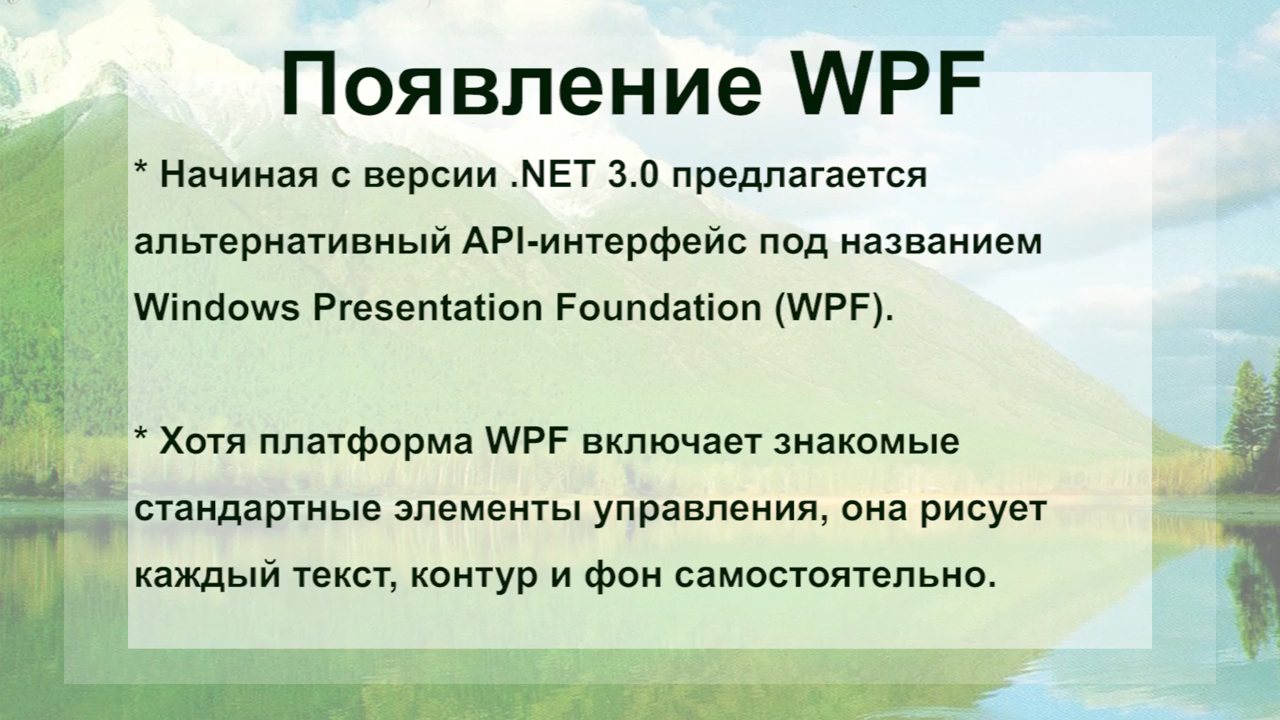 Появление WPF
* Начиная с версии .NET 3.0 предлагается
альтернативный API-интерфейс под названием
Windows Presentation Foundation (WPF).
* Хотя платформа WPF включает знакомые
стандартные элементы управления, она рисует
каждый текст, контур и фон самостоятельно.